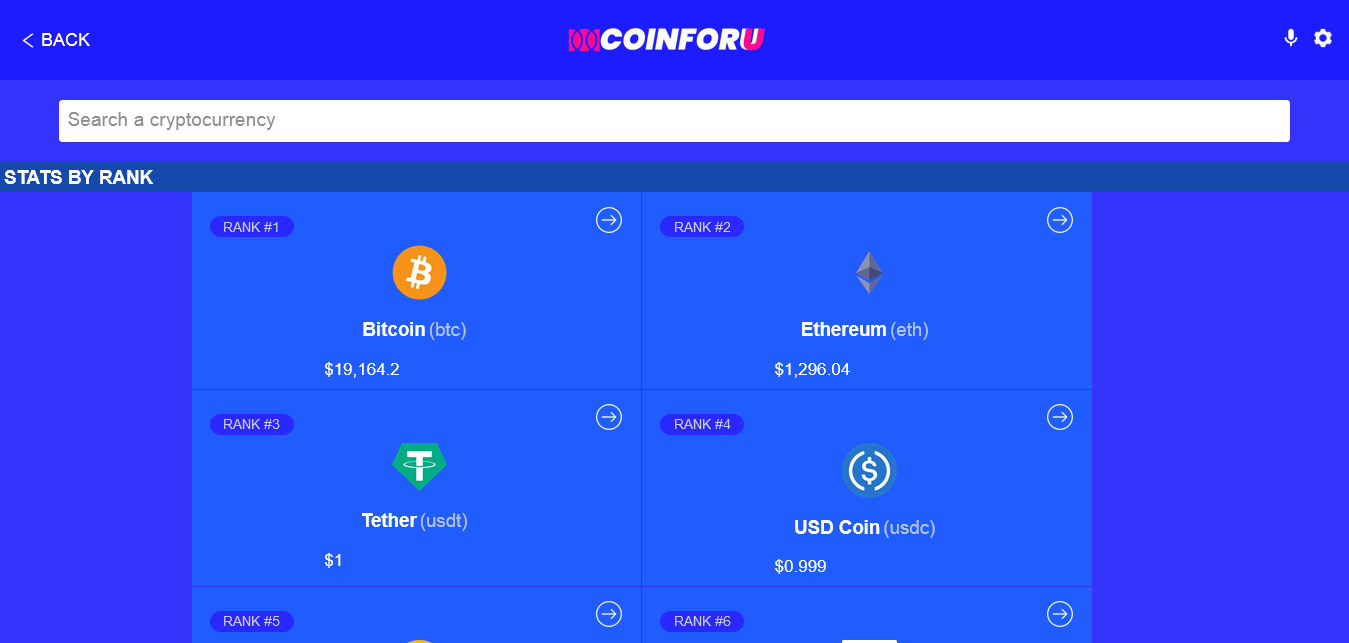 BACK
COINFORU
Search a cryptocurrency
STATS BY RANK
RANK #1
Bitcoin (btc)
$19,164.2
RANK #2
Ethereum (eth)
$1,296.04
RANK #3
Tether (usdt)
$1
RANK #4
USD Coin (usdc)
$0.999
RANK #5
RANK #6